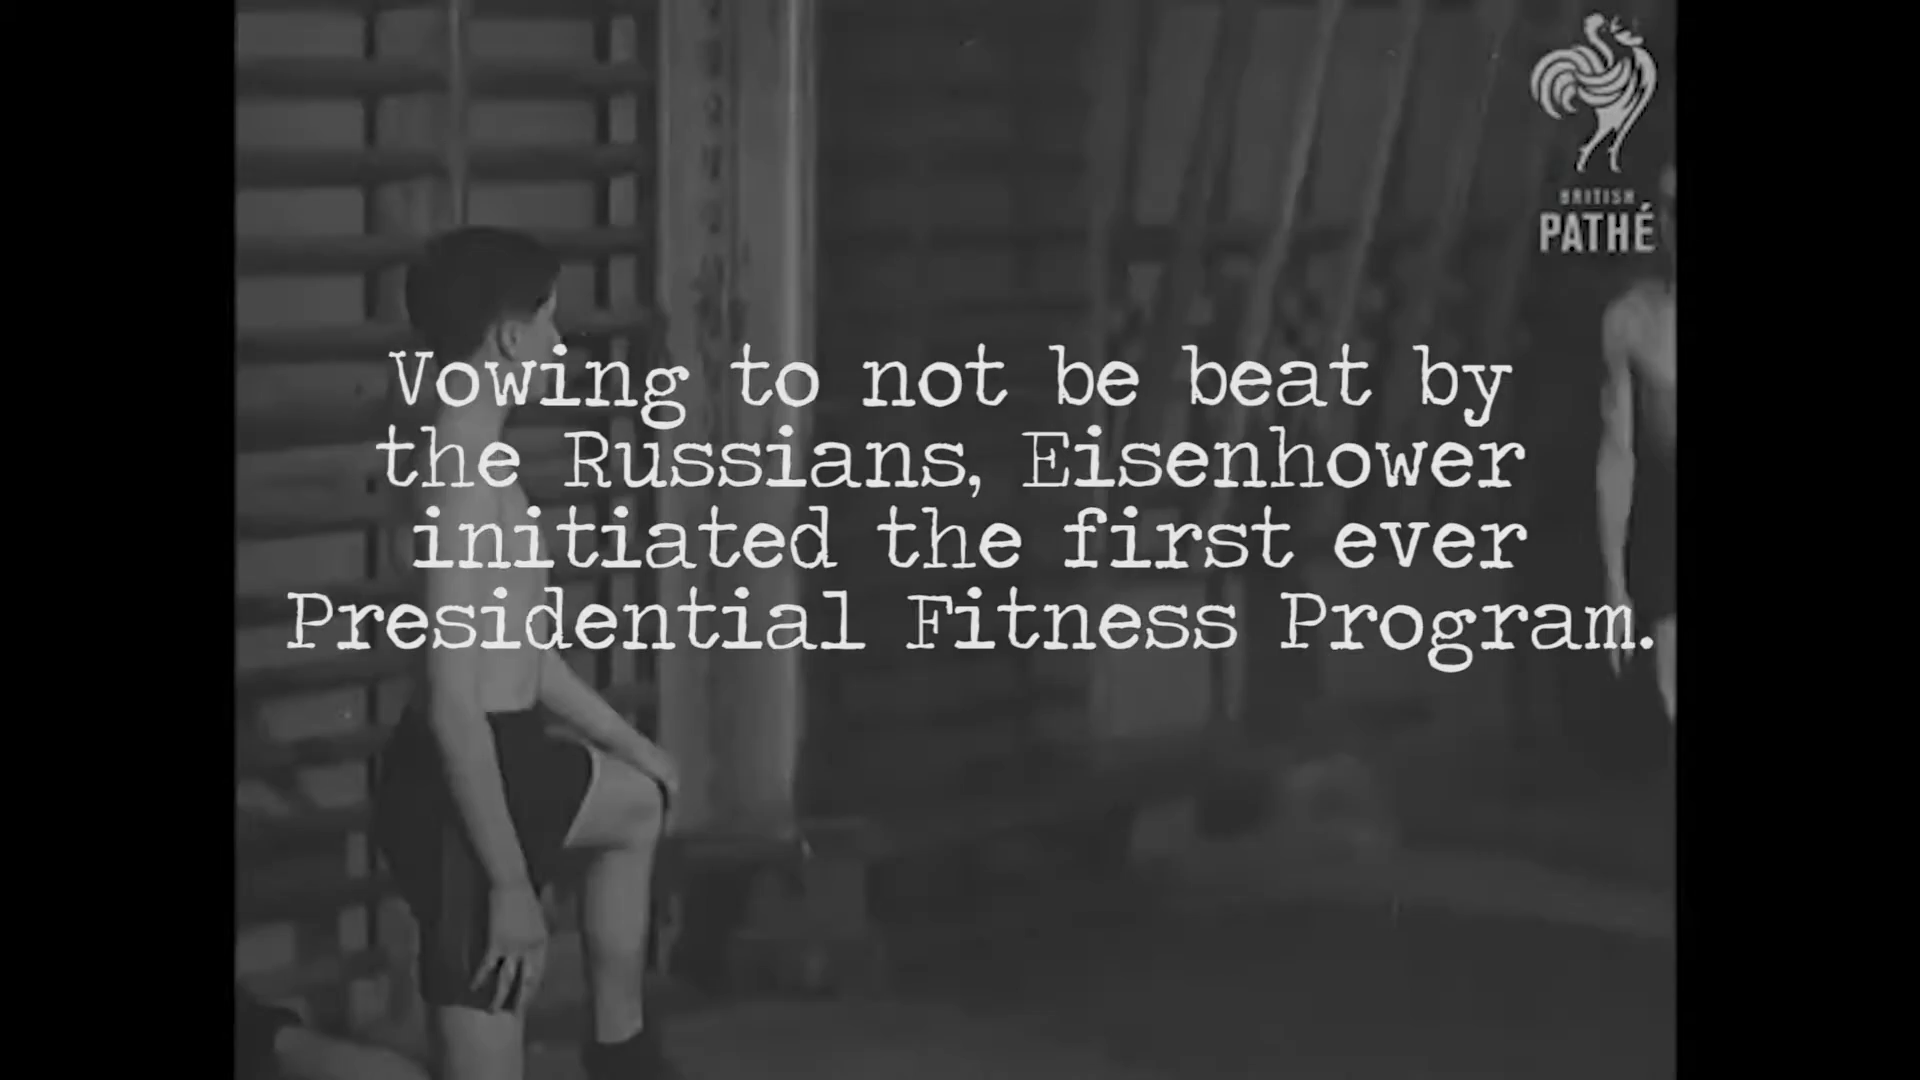 BRITISH
PATHÉ
Vowing to not be beat by
the Russians, Eisenhower
initiated the first ever
Presidential Fitness Program.